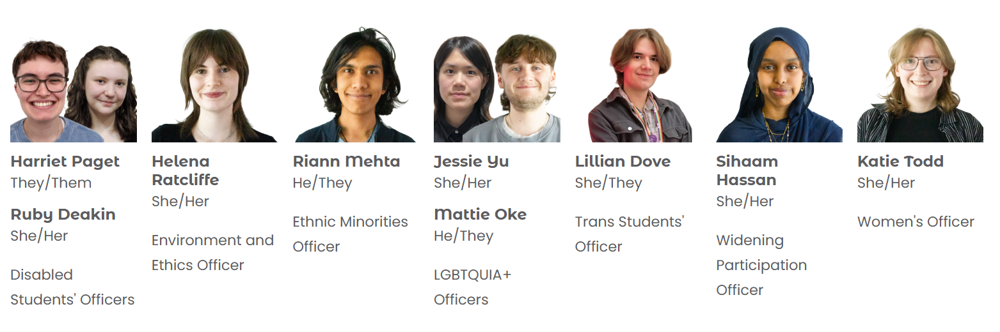 Harriet Paget
They/Them
Ruby Deakin
She/Her
Disabled
Students' Officers
Helena
Ratcliffe
She/Her
Environment and
Ethics Officer
Riann Mehta
He/They
Ethnic Minorities
Officer
Jessie Yu
She/Her
Mattie Oke
He/They
LGBTQUIA+
Officers
Lillian Dove
She/They
Trans Students'
Officer
Sihaam
Hassan
She/Her
Widening
Participation
Officer
Katie Todd
She/Her
Women's Officer